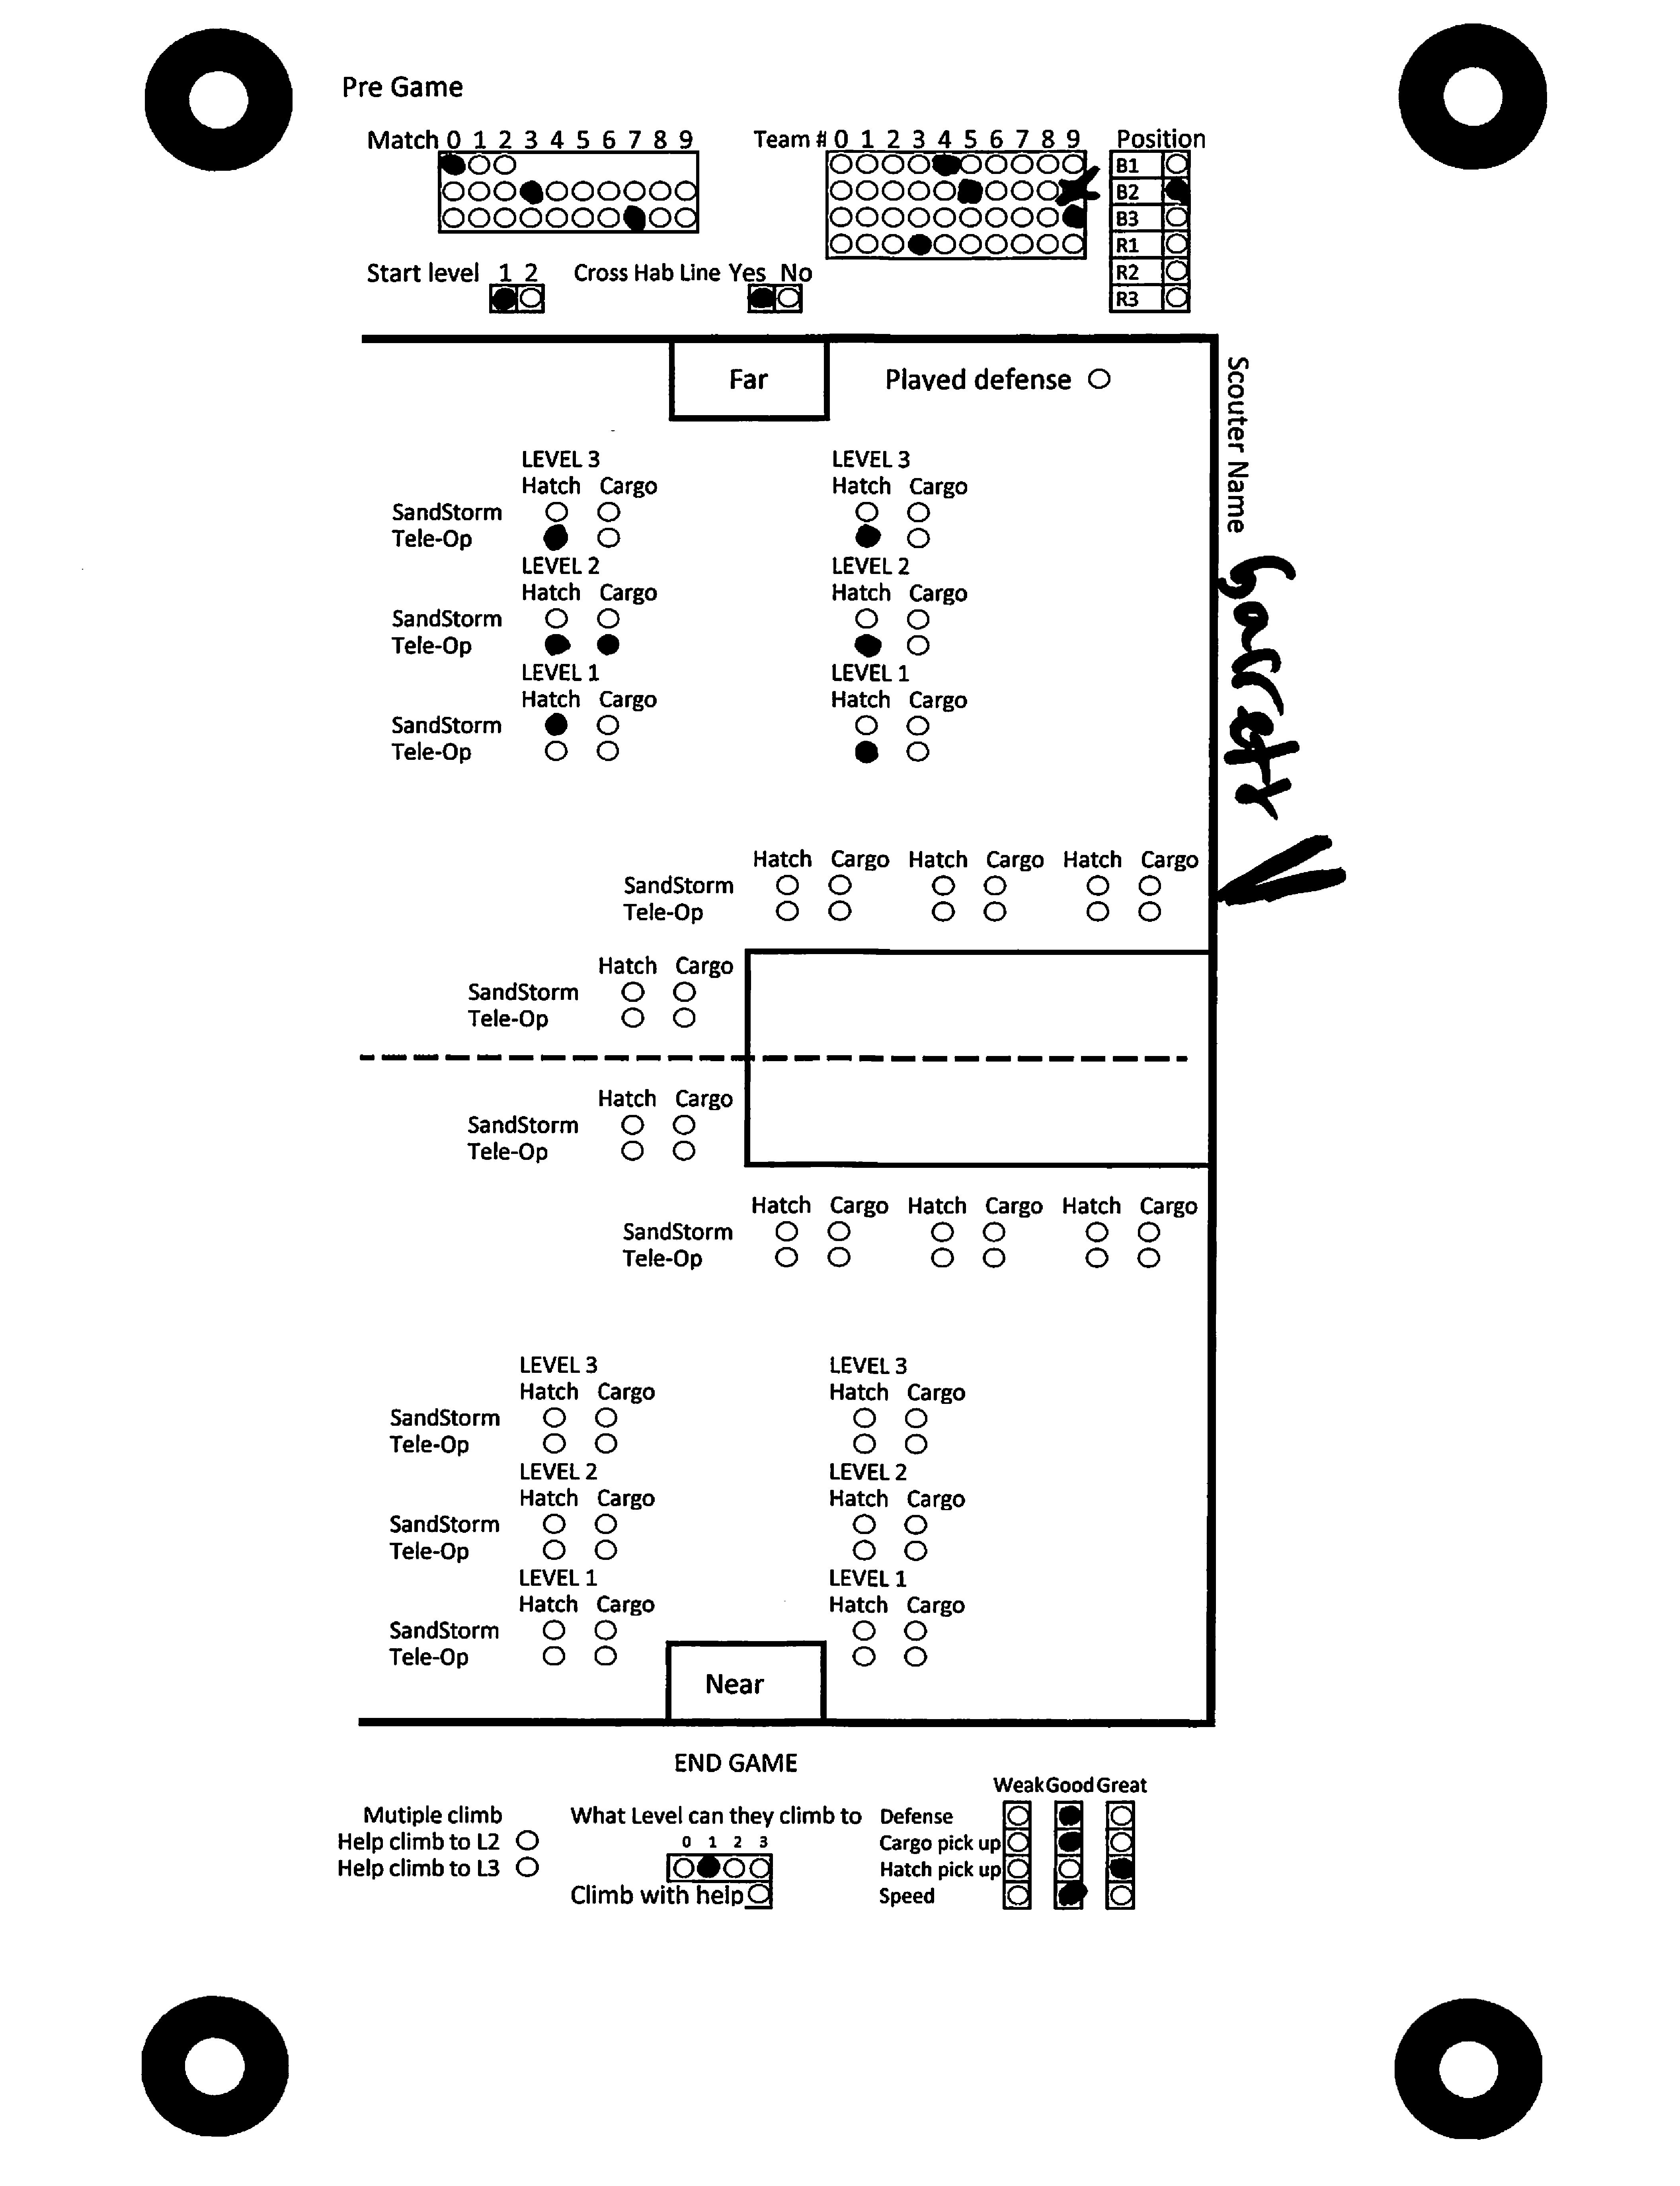 Pre Game
Match 0 1 2 3 4 5 6 7 8 9
Team # 0 1 2 3 4 5 6 7 8 9
Position
B1
B2
B3
R1
R2
R3
Start level 1 2
Cross Hab Line Yes No
Far
Played defense
Scouter Name
LEVEL 3 LEVEL 3
Hatch Cargo Hatch Cargo
SandStorm
Tele-Op
LEVEL 2 LEVEL 2
Hatch Cargo Hatch Cargo
SandStorm
Tele-Op
LEVEL 1 LEVEL 1
Hatch Cargo Hatch Cargo
SandStorm
Tele-Op
Hatch Cargo Hatch Cargo Hatch Cargo
SandStorm
Tele-Op
Hatch Cargo
SandStorm
Tele-Op
Hatch Cargo
SandStorm
Tele-Op
Hatch Cargo Hatch Cargo Hatch Cargo
SandStorm
Tele-Op
LEVEL 3 LEVEL 3
Hatch Cargo Hatch Cargo
SandStorm
Tele-Op
LEVEL 2 LEVEL 2
Hatch Cargo Hatch Cargo
SandStorm
Tele-Op
LEVEL 1 LEVEL 1
Hatch Cargo Hatch Cargo
SandStorm
Tele-Op
Near
END GAME
Mutiple climb
Help climb to L2
Help climb to L3
What Level can they climb to
0 1 2 3
Climb with help
Weak Good Great
Defense
Cargo pick up
Hatch pick up
Speed